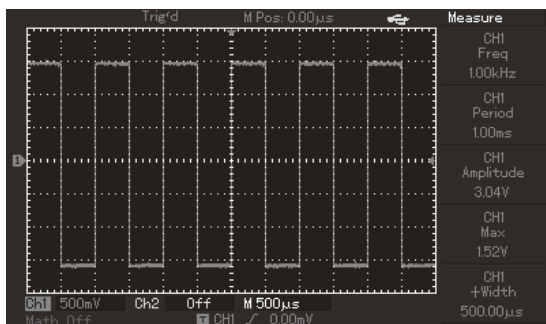 Trig'd M Pos: 0.00μs Measure
CH1
Freq
1.00kHz
CH1
Period
1.00ms
CH1
Amplitude
3.04V
CH1
Max
1.52V
CH1
+Width
500.00μs
1
Ch1 500mV Ch2 Off M 500μs
Math Off T CH1 0.00mV